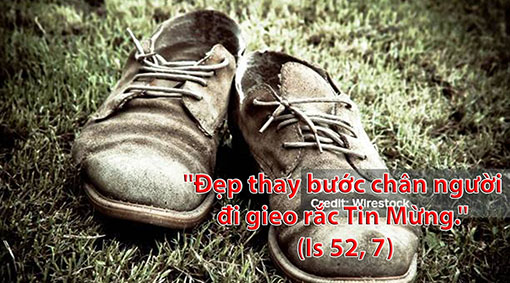 "Đẹp thay bước chân người
Credit: Wirestock
đi gieo rắc Tin Mừng."
(Is 52, 7)